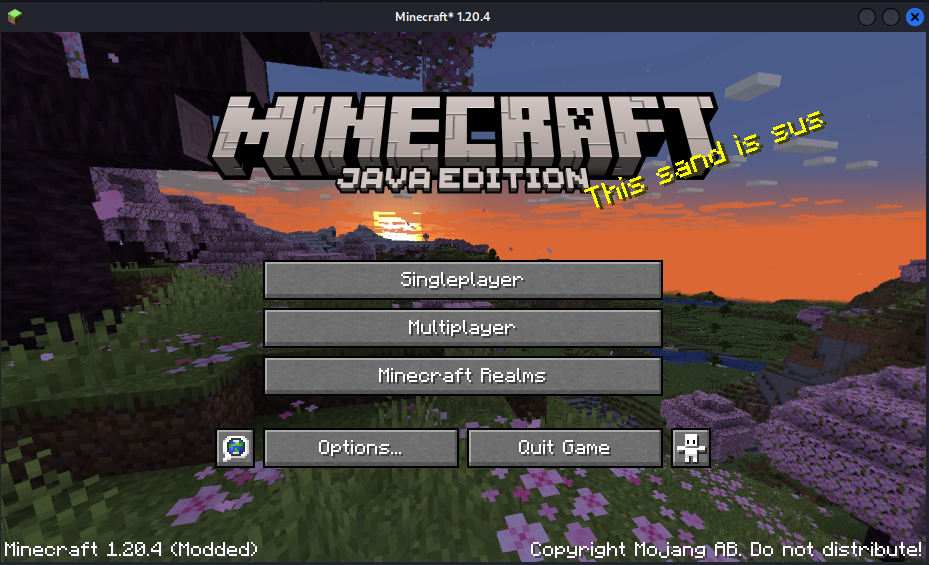 Minecraft* 1.20.4
MINECRAFT
JAVA EDITION
This sand is sus
Singleplayer
Multiplayer
Minecraft Realms
Options...
Quit Game
Minecraft 1.20.4 (Modded)
Copyright Mojang AB. Do not distribute!